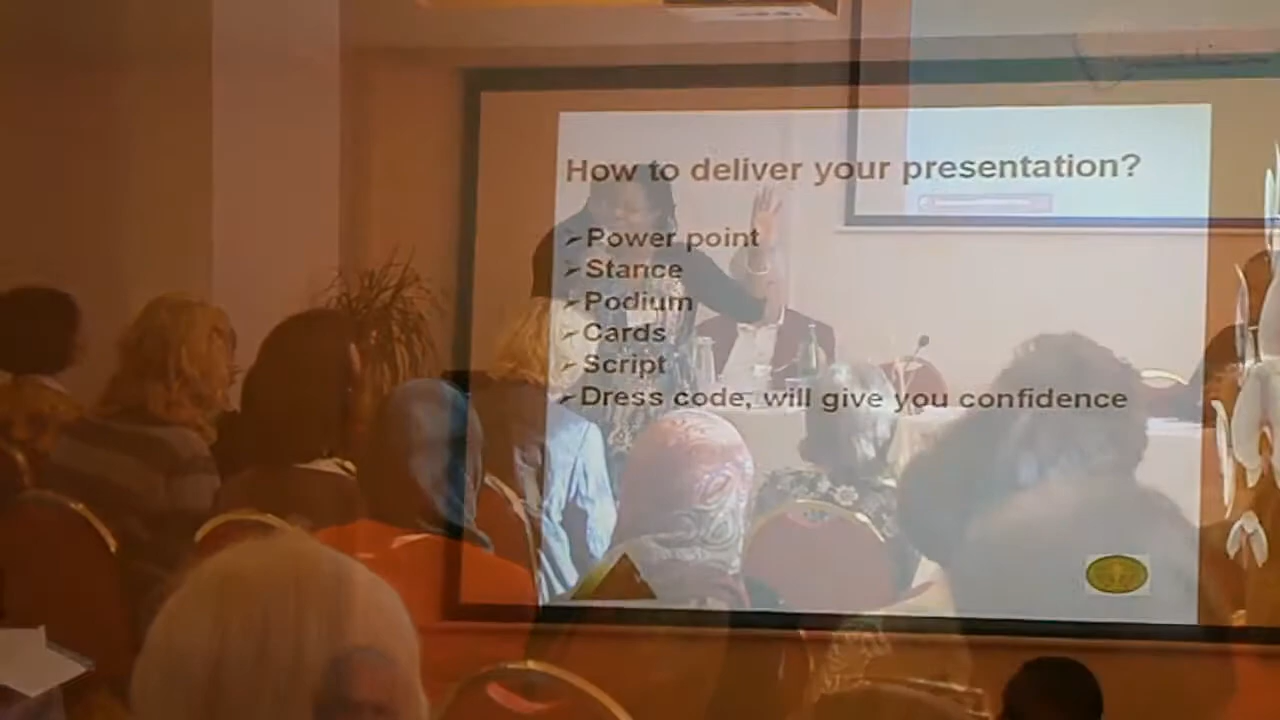 How to deliver your presentation?
➢Power point
➢Stance
➢Podium
➢Cards
➢Script
➢Dress code, will give you confidence